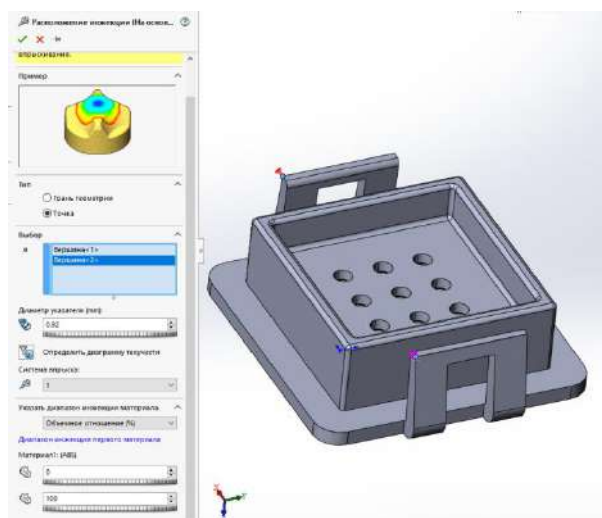 Расположение инжекции (На основ...
впрыскивания.
Пример
Тип
Грань геометрии
Точка
Выбор
Вершина<1>
Вершина<2>
Диаметр указателя (mm)
0.92
Определить диаграмму текучести
Система впрыска:
1
Указать диапазон инжекции материала
Объемное отношение (%)
Диапазон инжекции первого материала
Материал1: (ABS)
0
100